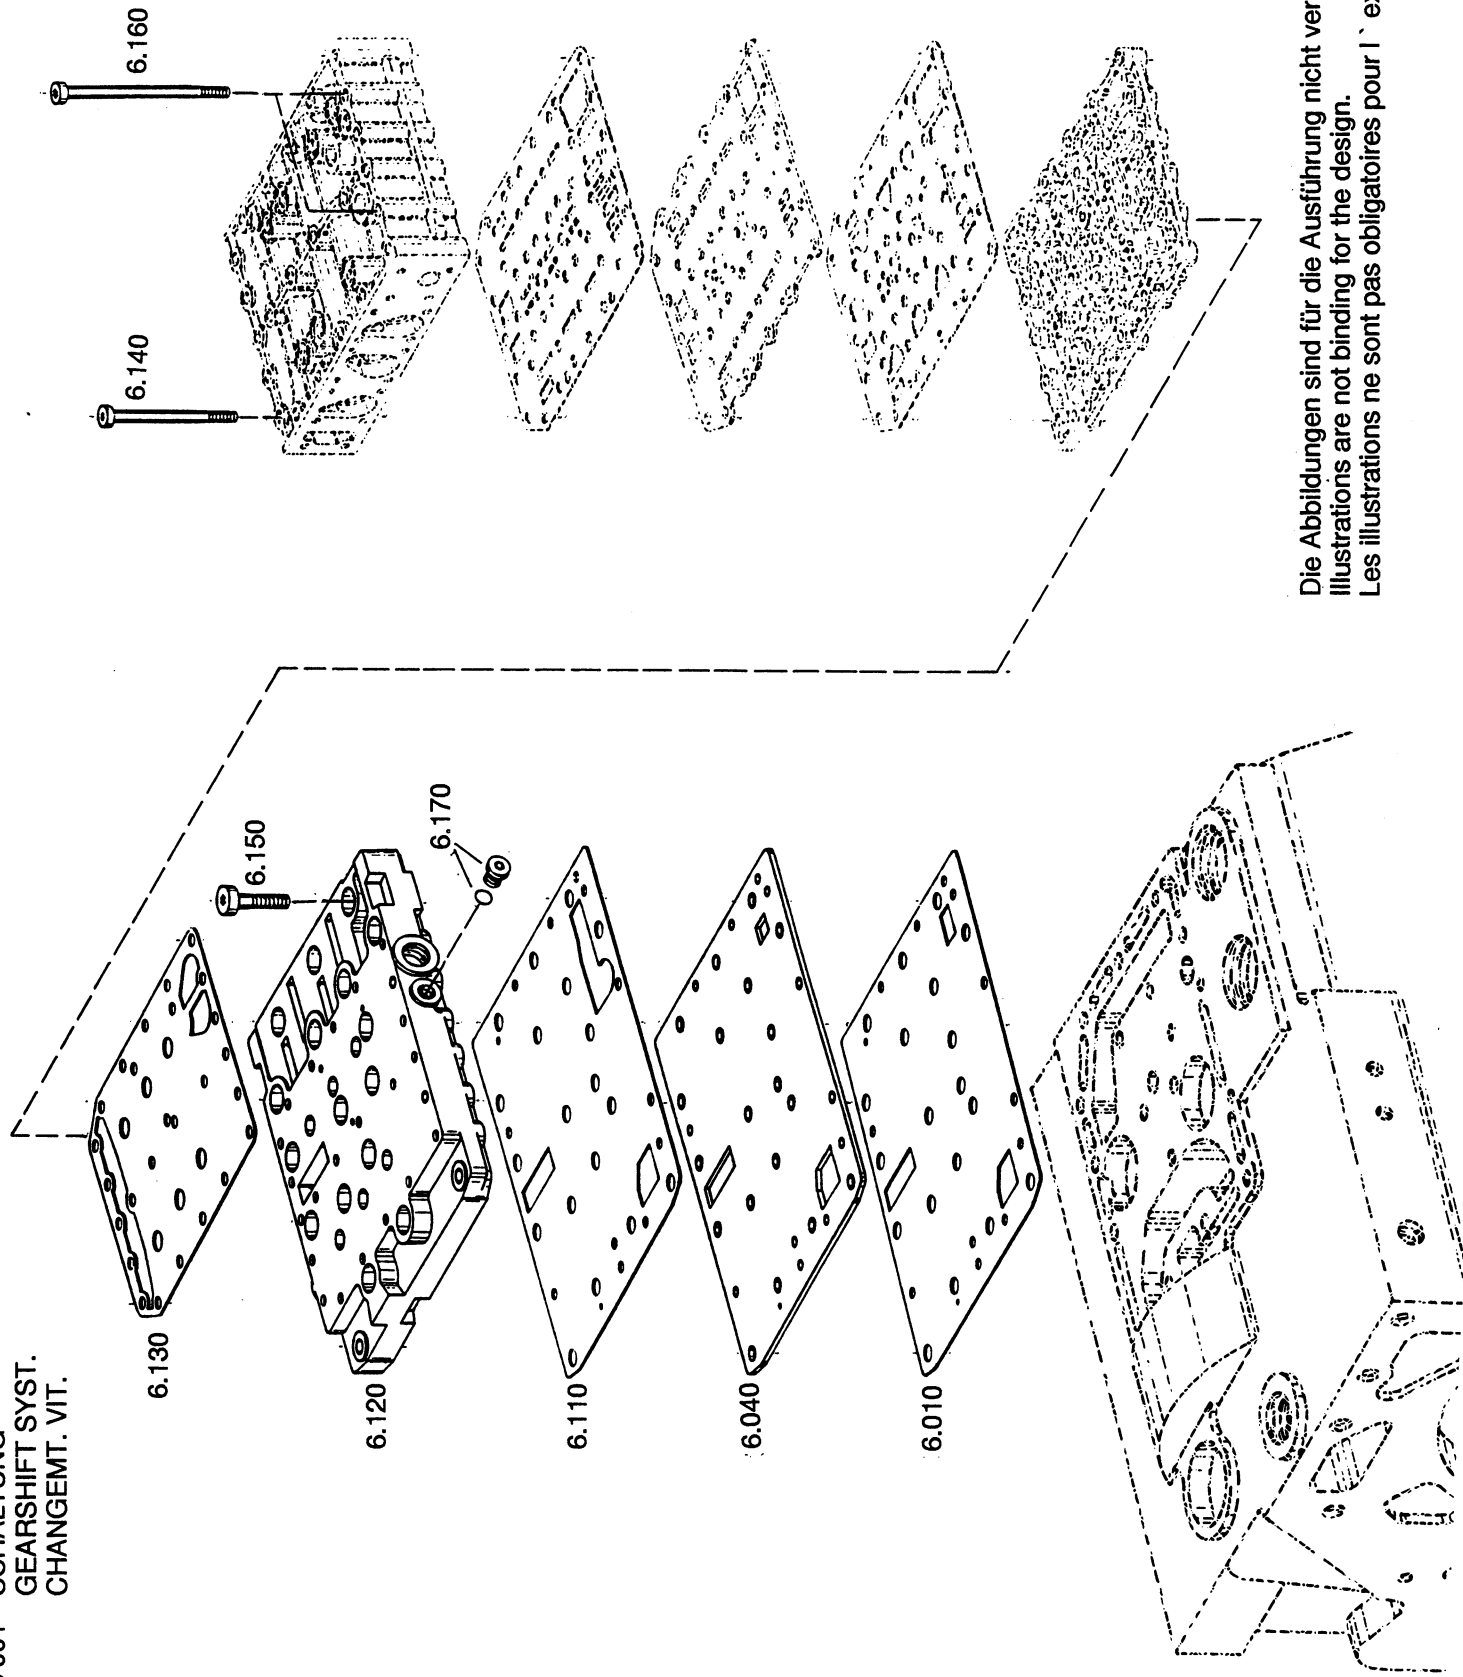 GEARSHIFT SYST.
CHANGEMT. VIT.
6.130
6.120
6.110
6.040
6.010
6.150
6.170
6.140
6.160
Die Abbildungen sind für die Ausführung nicht ver
Illustrations are not binding for the design.
Les illustrations ne sont pas obligatoires pour l`